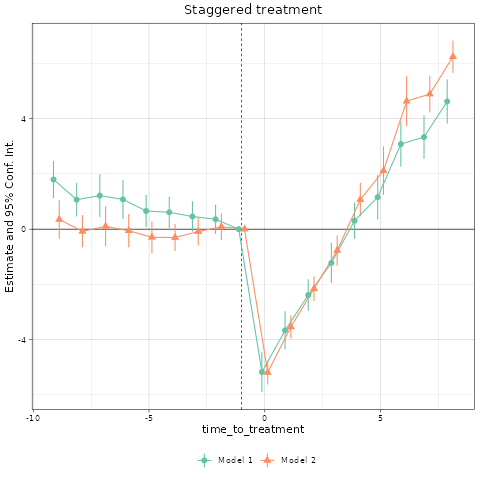 Staggered treatment
Estimate and 95% Conf. Int.
4
0
-4
-10
-5
0
5
time_to_treatment
Model 1
Model 2